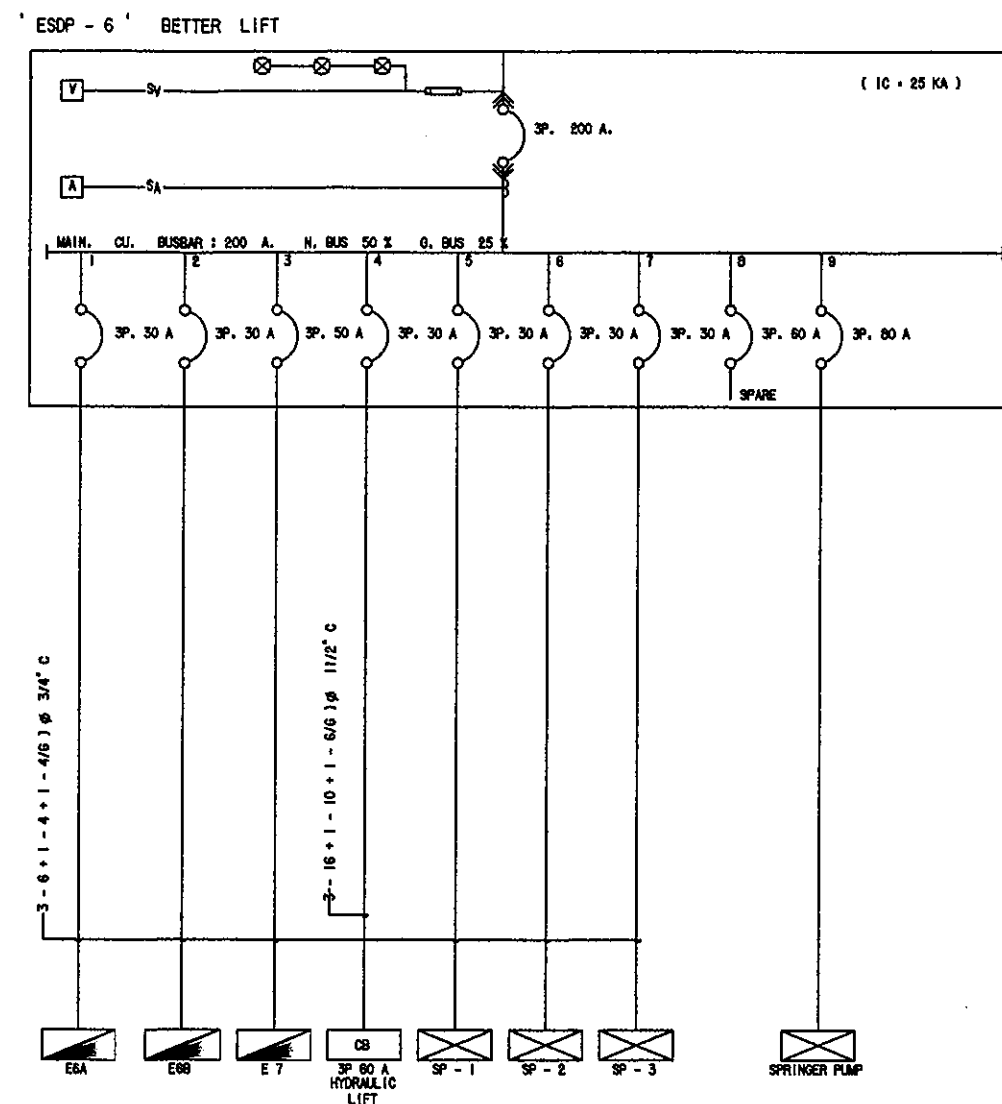 ' ESDP - 6 ' BETTER LIFT
( IC = 25 KA )
V
SV
3P. 200 A.
A
SA
MAIN. CU. BUSBAR : 200 A. N. BUS 50 % G. BUS 25 %
1 2 3 4 5 6 7 8 9
3P. 30 A 3P. 30 A 3P. 50 A 3P. 30 A 3P. 30 A 3P. 30 A 3P. 30 A 3P. 60 A 3P. 80 A
SPARE
3 - 6 + 1 - 4 + 1 - 4/G ) ø 3/4" C
3 - 16 + 1 - 10 + 1 - 6/G ) ø 11/2" C
CB
E6A E6B E 7 3P 60 A SP - 1 SP - 2 SP - 3 SPRINGER PUMP
HYDRAULIC
LIFT